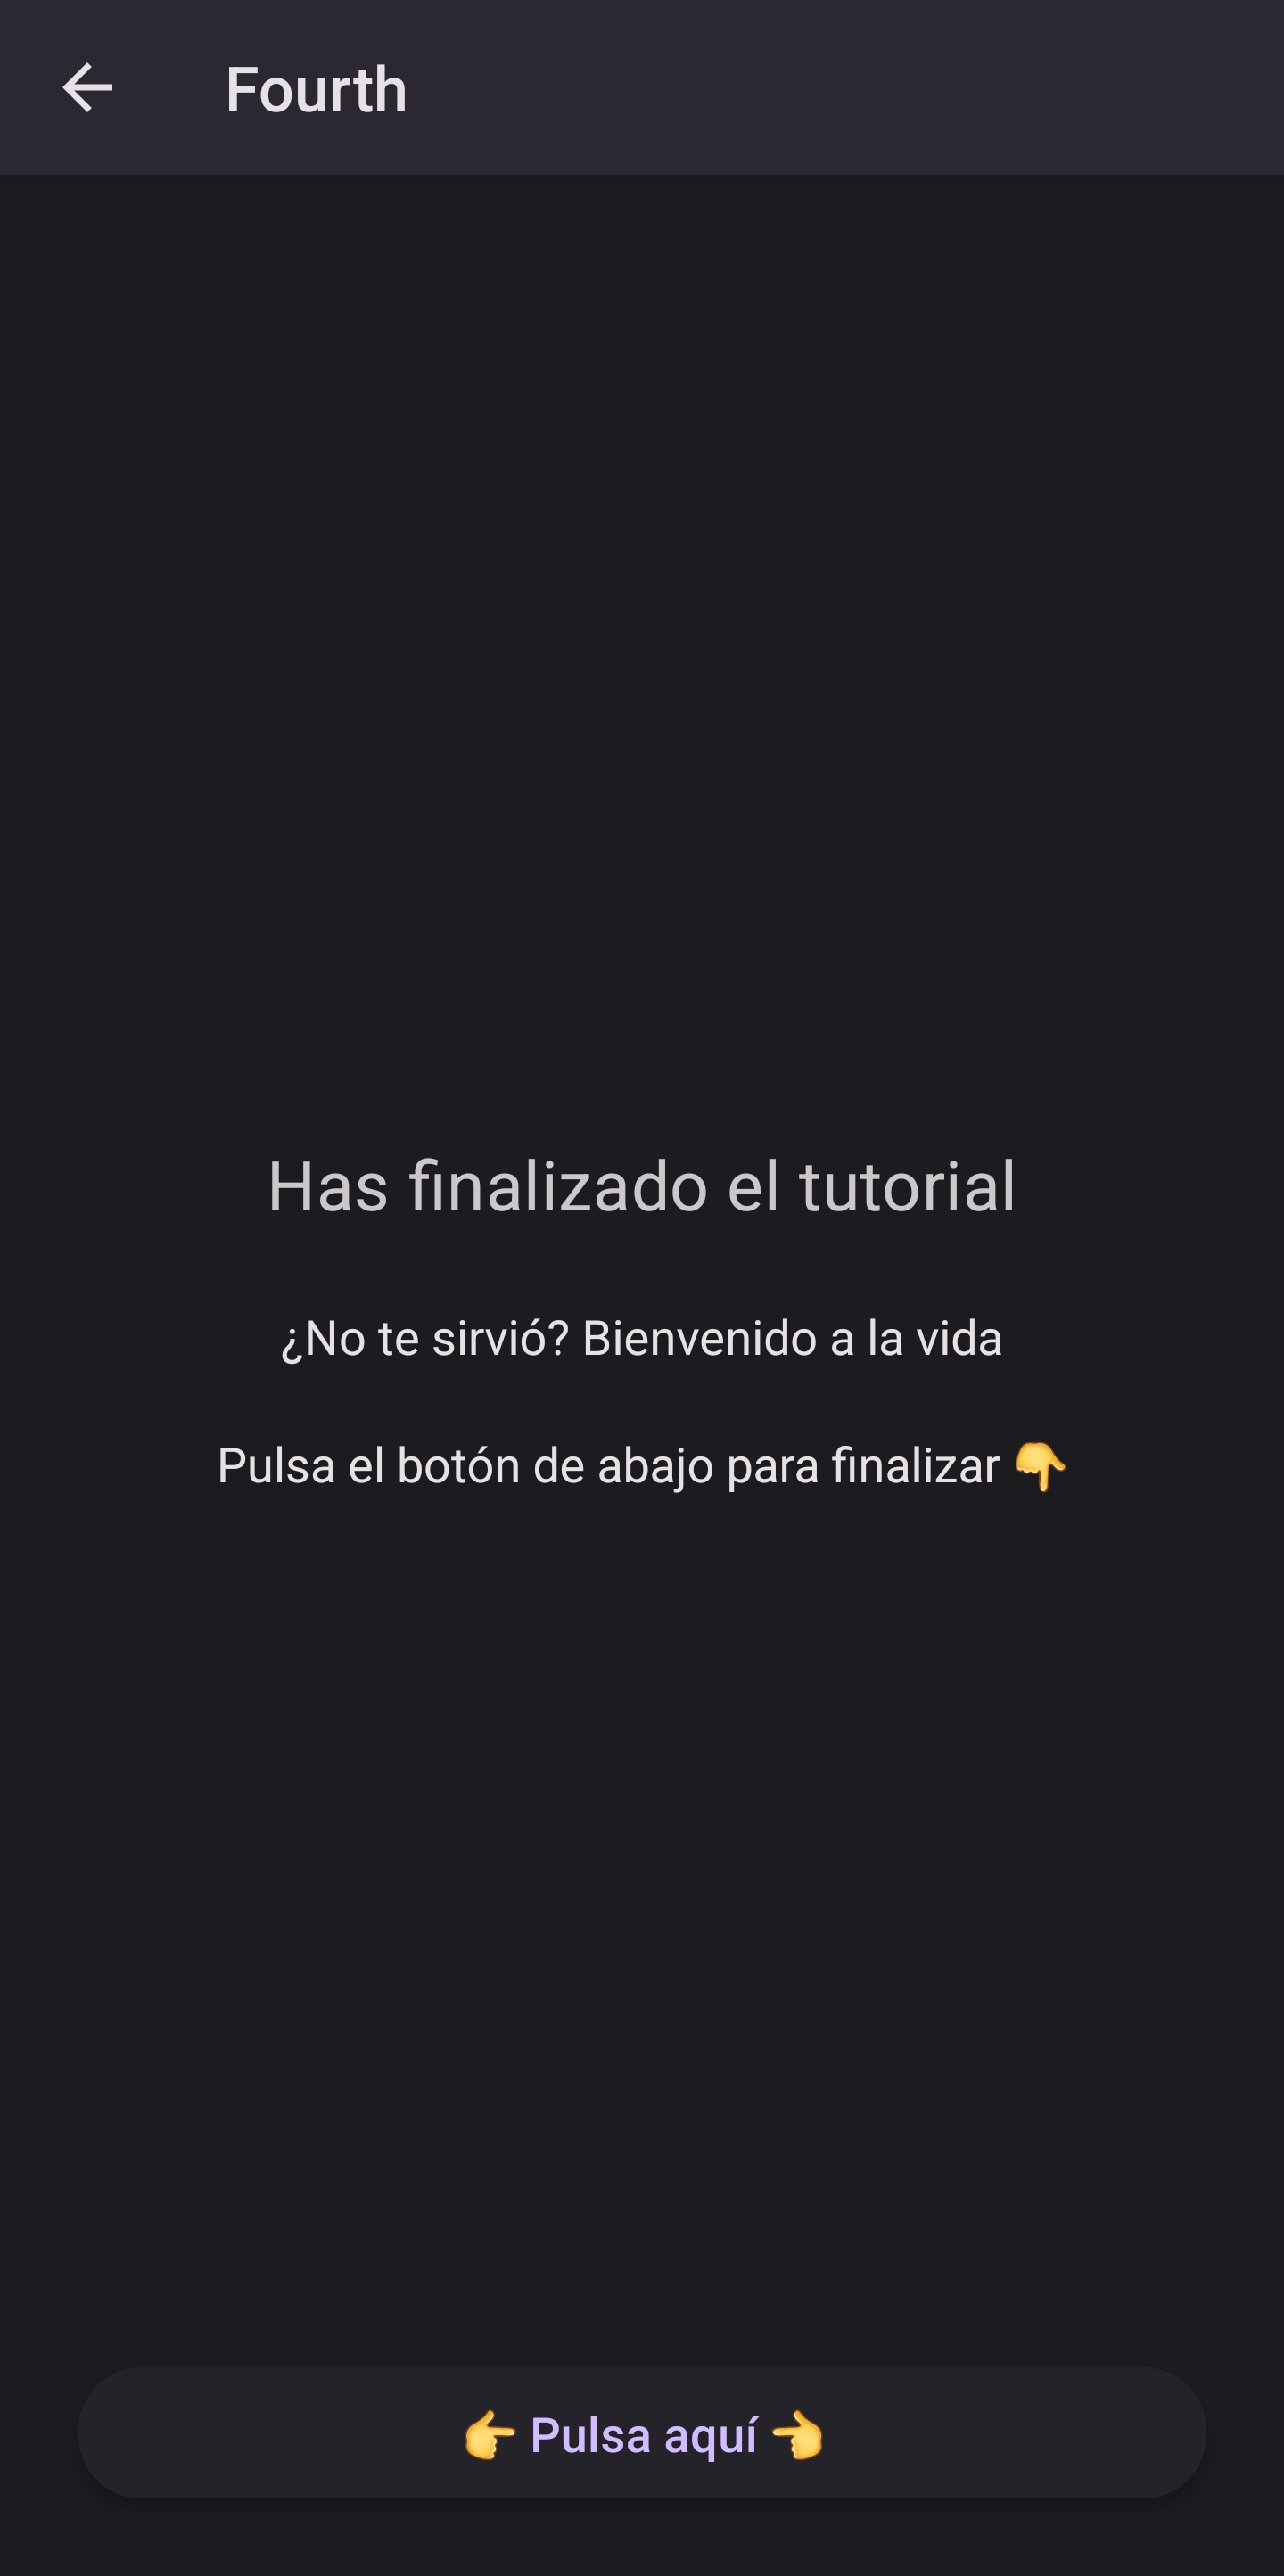 Fourth
Has finalizado el tutorial
¿No te sirvió? Bienvenido a la vida
Pulsa el botón de abajo para finalizar 👇
👉 Pulsa aquí 👈